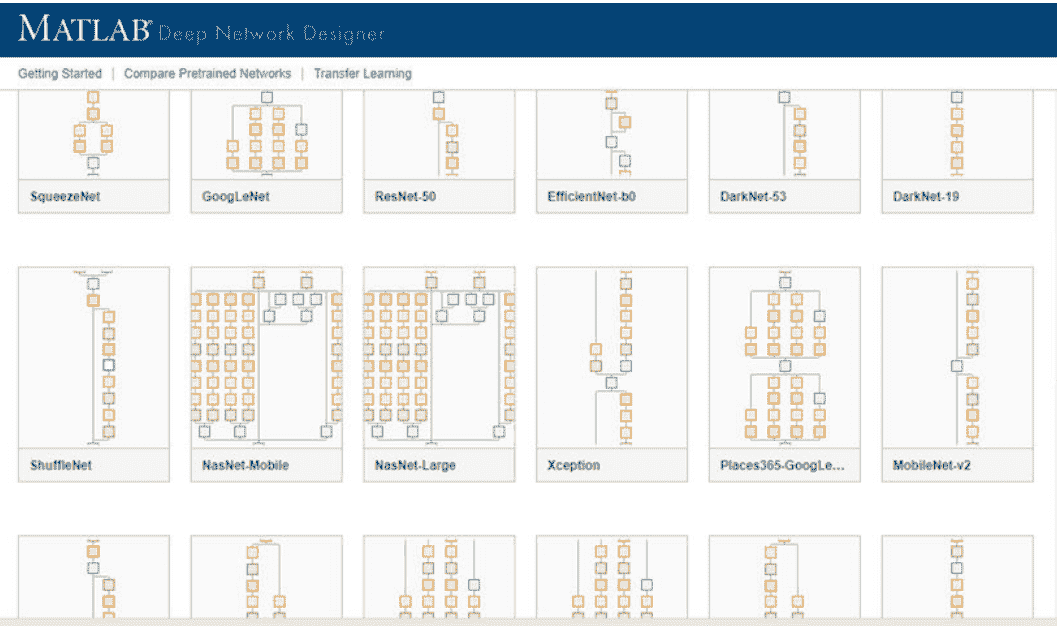 MATLAB® Deep Network Designer
Getting Started | Compare Pretrained Networks | Transfer Learning
SqueezeNet
GoogLeNet
ResNet-50
EfficientNet-b0
DarkNet-53
DarkNet-19
ShuffleNet
NasNet-Mobile
NasNet-Large
Xception
Places365-GoogLe...
MobileNet-v2